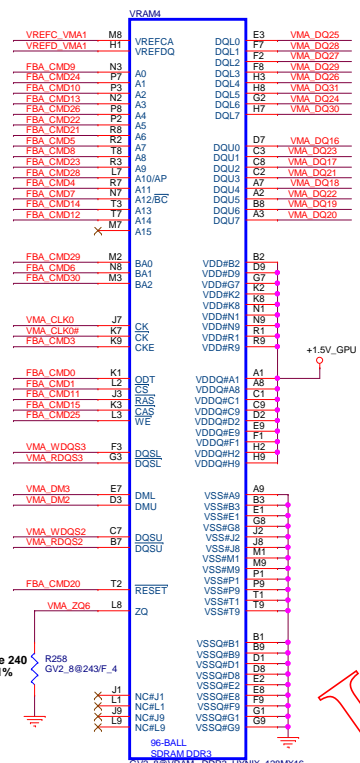 VRAM4
VREFC_VMA1 M8 VREFCA
VREFD_VMA1 H1 VREFDQ
FBA_CMD9 N3 A0
FBA_CMD24 P7 A1
FBA_CMD10 P3 A2
FBA_CMD13 N2 A3
FBA_CMD26 P8 A4
FBA_CMD22 P2 A5
FBA_CMD21 R8 A6
FBA_CMD5 R2 A7
FBA_CMD8 T8 A8
FBA_CMD23 R3 A9
FBA_CMD28 L7 A10/AP
FBA_CMD4 R7 A11
FBA_CMD7 N7 A12/BC
FBA_CMD14 T3 A13
FBA_CMD12 T7 A14
M7 A15
FBA_CMD29 M2 BA0
FBA_CMD6 N8 BA1
FBA_CMD30 M3 BA2
VMA_CLK0 J7 CK
VMA_CLK0# K7 CK
FBA_CMD3 K9 CKE
FBA_CMD0 K1 ODT
FBA_CMD1 L2 CS
FBA_CMD11 J3 RAS
FBA_CMD15 K3 CAS
FBA_CMD25 L3 WE
VMA_WDQS3 F3 DQSL
VMA_RDQS3 G3 DQSL
VMA_DM3 E7 DML
VMA_DM2 D3 DMU
VMA_WDQS2 C7 DQSU
VMA_RDQS2 B7 DQSU
FBA_CMD20 T2 RESET
VMA_ZQ6 L8 ZQ
e 240
1%
R258
GV2_8@243/F_4
J1 NC#J1
L1 NC#L1
J9 NC#J9
L9 NC#L9
DQL0 E3 VMA_DQ25
DQL1 F7 VMA_DQ28
DQL2 F2 VMA_DQ27
DQL3 F8 VMA_DQ29
DQL4 H3 VMA_DQ26
DQL5 H8 VMA_DQ31
DQL6 G2 VMA_DQ24
DQL7 H7 VMA_DQ30
DQU0 D7 VMA_DQ16
DQU1 C3 VMA_DQ23
DQU2 C8 VMA_DQ17
DQU3 C2 VMA_DQ21
DQU4 A7 VMA_DQ18
DQU5 A2 VMA_DQ22
DQU6 B8 VMA_DQ19
DQU7 A3 VMA_DQ20
VDD#B2 B2
VDD#D9 D9
VDD#G7 G7
VDD#K2 K2
VDD#K8 K8
VDD#N1 N1
VDD#N9 N9
VDD#R1 R1
VDD#R9 R9
+1.5V_GPU
VDDQ#A1 A1
VDDQ#A8 A8
VDDQ#C1 C1
VDDQ#C9 C9
VDDQ#D2 D2
VDDQ#E9 E9
VDDQ#F1 F1
VDDQ#H2 H2
VDDQ#H9 H9
VSS#A9 A9
VSS#B3 B3
VSS#E1 E1
VSS#G8 G8
VSS#J2 J2
VSS#J8 J8
VSS#M1 M1
VSS#M9 M9
VSS#P1 P1
VSS#P9 P9
VSS#T1 T1
VSS#T9 T9
VSSQ#B1 B1
VSSQ#B9 B9
VSSQ#D1 D1
VSSQ#D8 D8
VSSQ#E2 E2
VSSQ#E8 E8
VSSQ#F9 F9
VSSQ#G1 G1
VSSQ#G9 G9
96-BALL
SDRAM DDR3